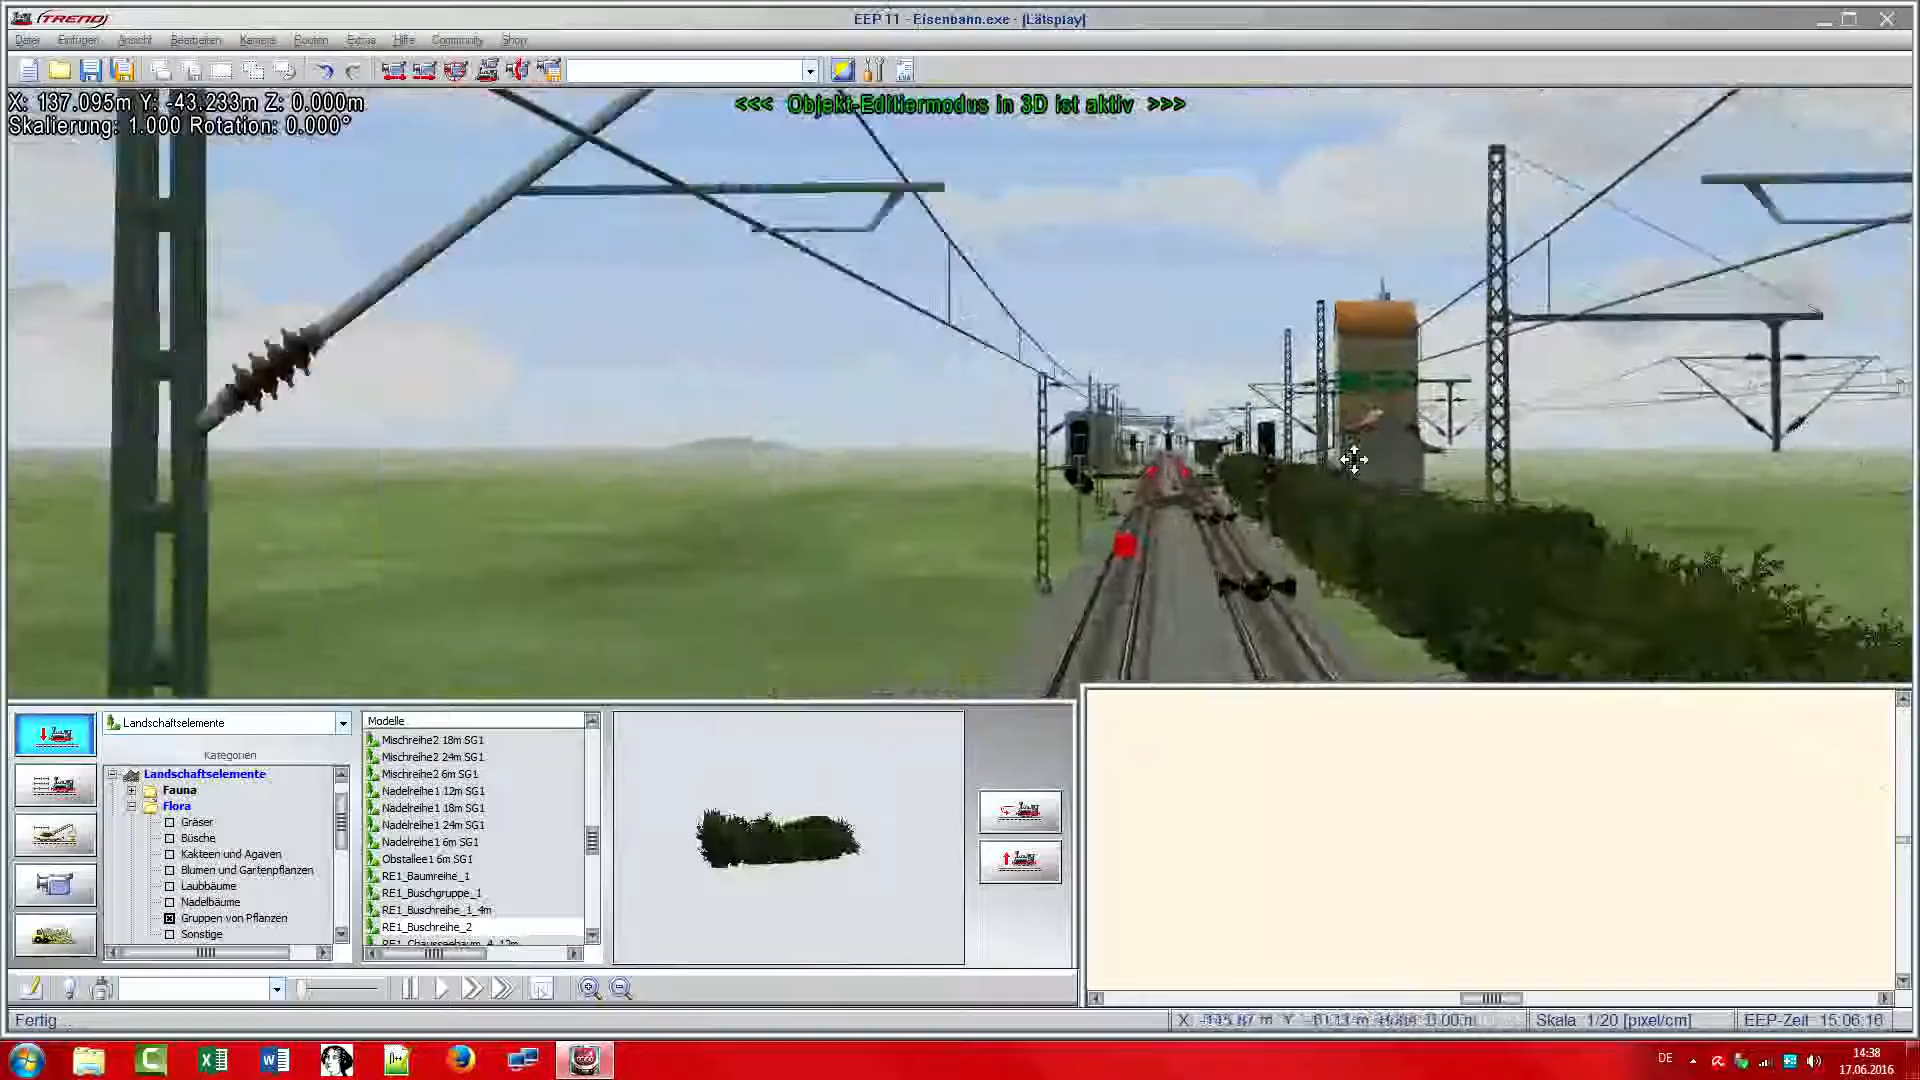 TREND
EEP 11 - Eisenbahn.exe - [Lätsplay]
Datei Einfügen Ansicht Bearbeiten Kamera Routen Extras Hilfe Community Shop
X: 137.095m Y: -43.233m Z: 0.000m
<<< Objekt-Editiermodus in 3D ist aktiv >>>
Skalierung: 1.000 Rotation: 0.000°
Landschaftselemente
Kategorien
Landschaftselemente
Fauna
Flora
Gräser
Büsche
Kakteen und Agaven
Blumen und Gartenpflanzen
Laubbäume
Nadelbäume
Gruppen von Pflanzen
Sonstige
Modelle
Mischreihe2 18m SG1
Mischreihe2 24m SG1
Mischreihe2 6m SG1
Nadelreihe1 12m SG1
Nadelreihe1 18m SG1
Nadelreihe1 24m SG1
Nadelreihe1 6m SG1
Obstallee1 6m SG1
RE1_Baumreihe_1
RE1_Buschgruppe_1
RE1_Buschreihe_1_4m
RE1_Buschreihe_2
RE1_Chausseebaum_4_12m
Fertig
Skala 1/20 [pixel/cm]
EEP-Zeit 15:06:16
DE
14:38
17.06.2016